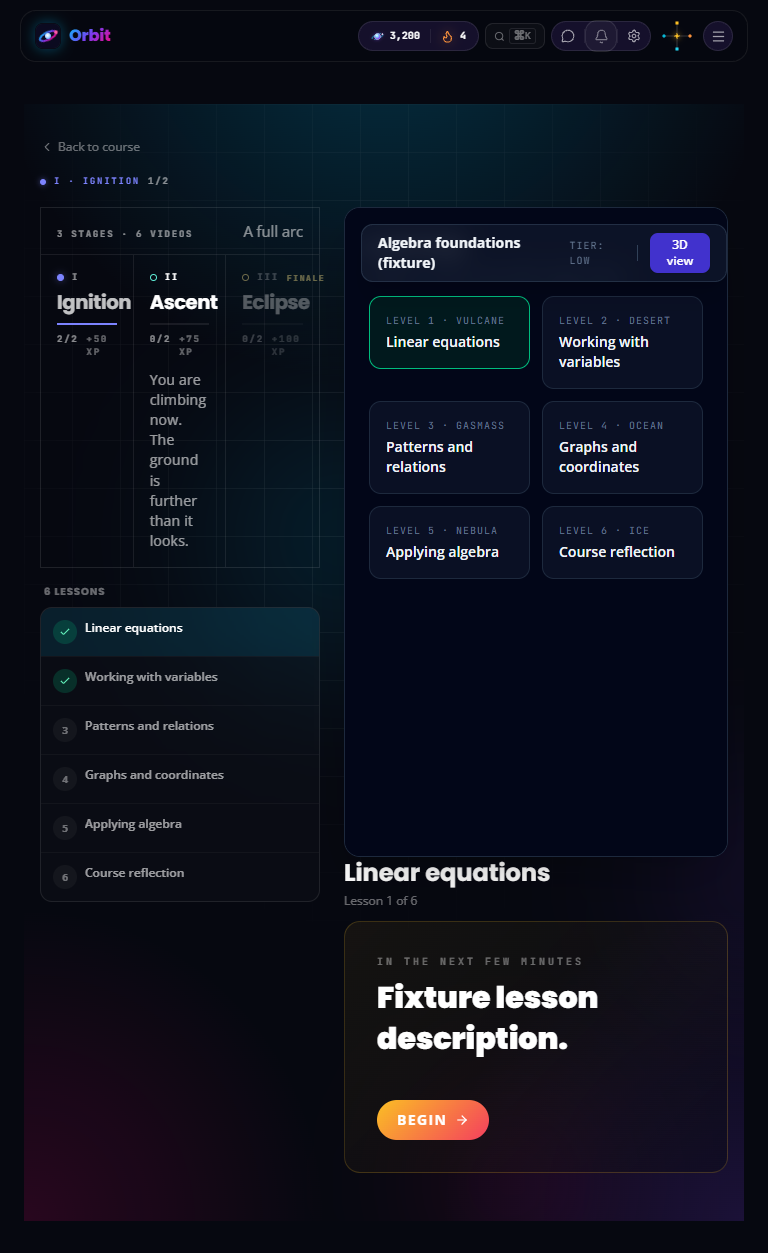 Orbit
3,200
4
⌘K
Back to course
I · IGNITION 1/2
3 STAGES · 6 VIDEOS
A full arc
I
Ignition
2/2 +50 XP
II
Ascent
0/2 +75 XP
You are
climbing
now.
The
ground
is
further
than it
looks.
III FINALE
Eclipse
0/2 +100 XP
6 LESSONS
Linear equations
Working with variables
3 Patterns and relations
4 Graphs and coordinates
5 Applying algebra
6 Course reflection
Algebra foundations
(fixture)
TIER:
LOW
3D
view
LEVEL 1 · VULCANE
Linear equations
LEVEL 2 · DESERT
Working with
variables
LEVEL 3 · GASMASS
Patterns and
relations
LEVEL 4 · OCEAN
Graphs and
coordinates
LEVEL 5 · NEBULA
Applying algebra
LEVEL 6 · ICE
Course reflection
Linear equations
Lesson 1 of 6
IN THE NEXT FEW MINUTES
Fixture lesson
description.
BEGIN →